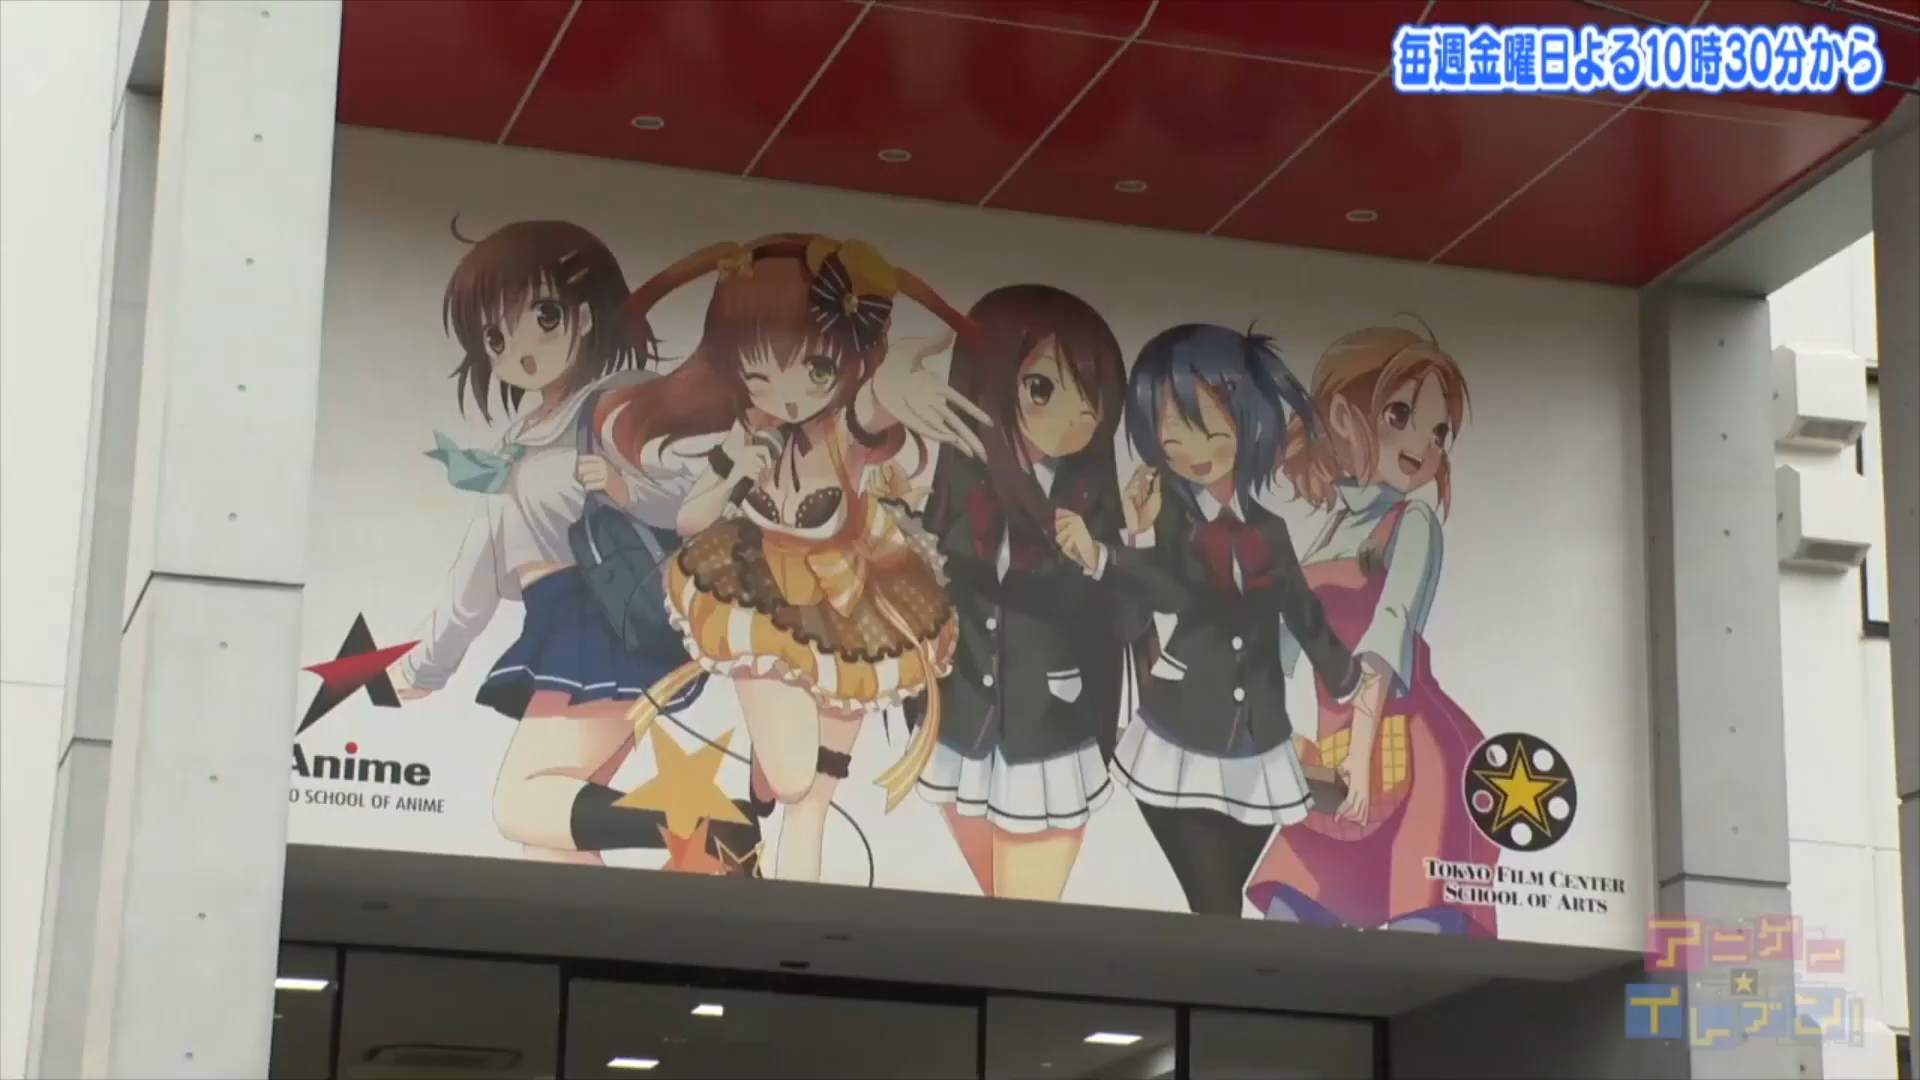 毎週金曜日よる10時30分から
Anime
O SCHOOL OF ANIME
TOKYO FILM CENTER
SCHOOL OF ARTS
アニゲー
イレブン!